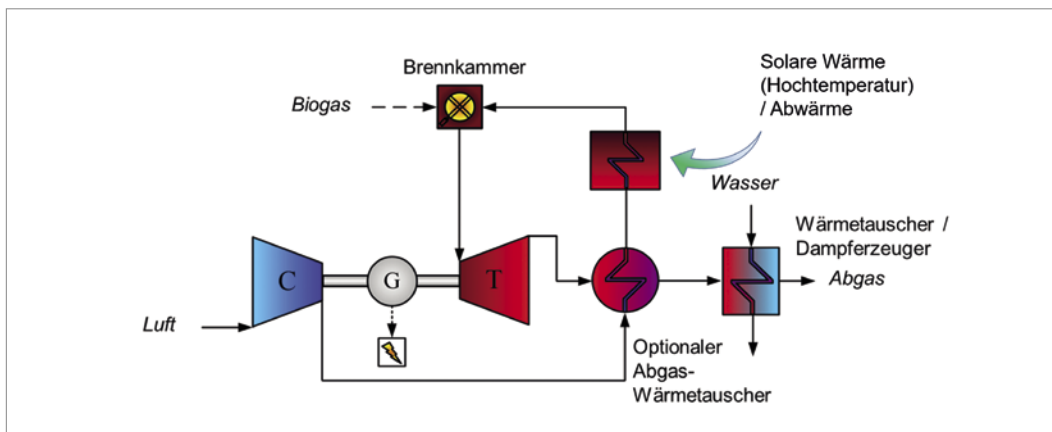 Brennkammer
Biogas
Solare Wärme
(Hochtemperatur)
/ Abwärme
Wasser
Wärmetauscher /
Dampferzeuger
Abgas
C
G
T
Luft
Optionaler
Abgas-
Wärmetauscher